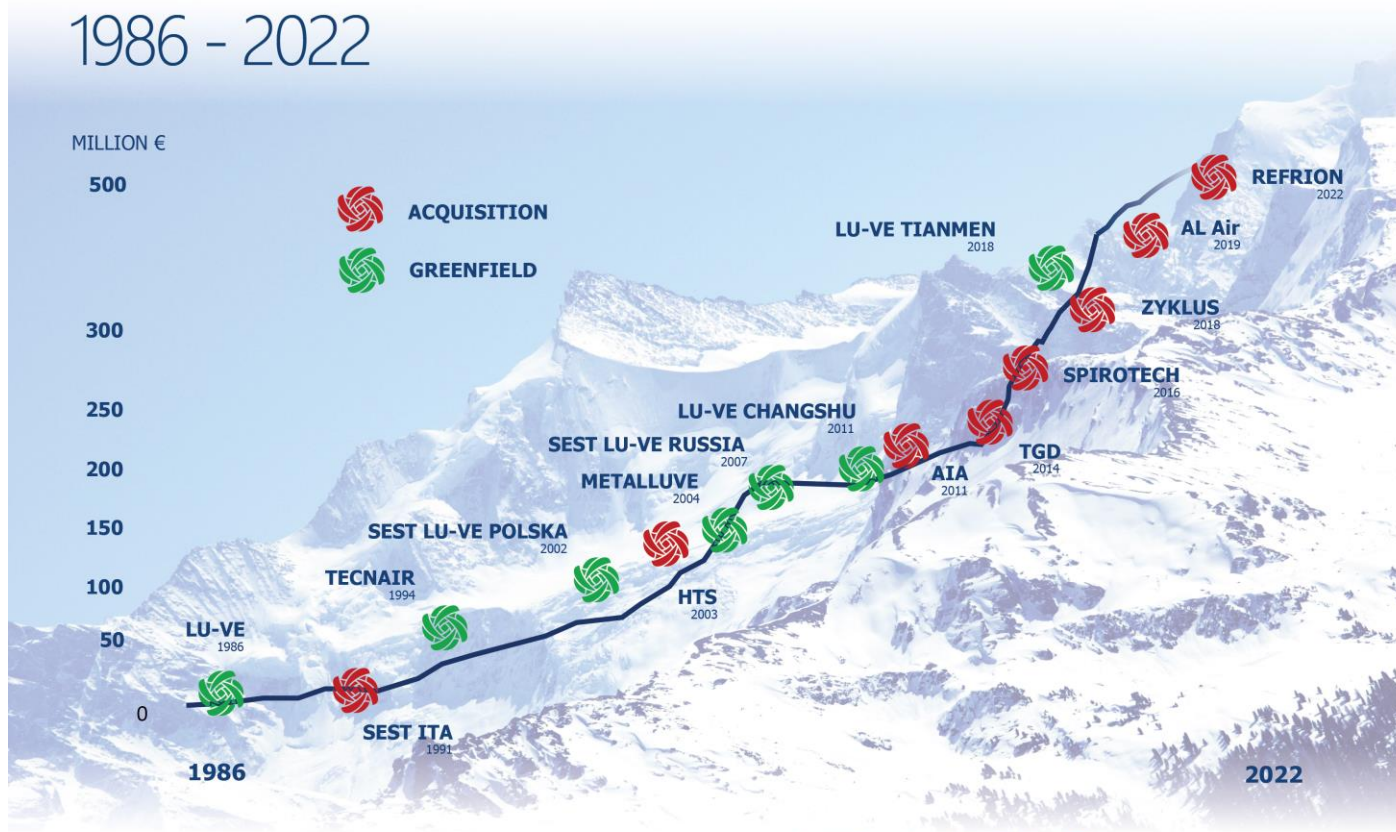 1986 - 2022
MILLION €
500
300
250
200
150
100
50
0
ACQUISITION
GREENFIELD
LU-VE
1986
SEST ITA
1991
TECNAIR
1994
SEST LU-VE POLSKA
2002
HTS
2003
METALLUVE
2004
SEST LU-VE RUSSIA
2007
LU-VE CHANGSHU
2011
AIA
2011
TGD
2014
SPIROTECH
2016
ZYKLUS
2018
LU-VE TIANMEN
2018
AL Air
2019
REFRION
2022
1986
2022